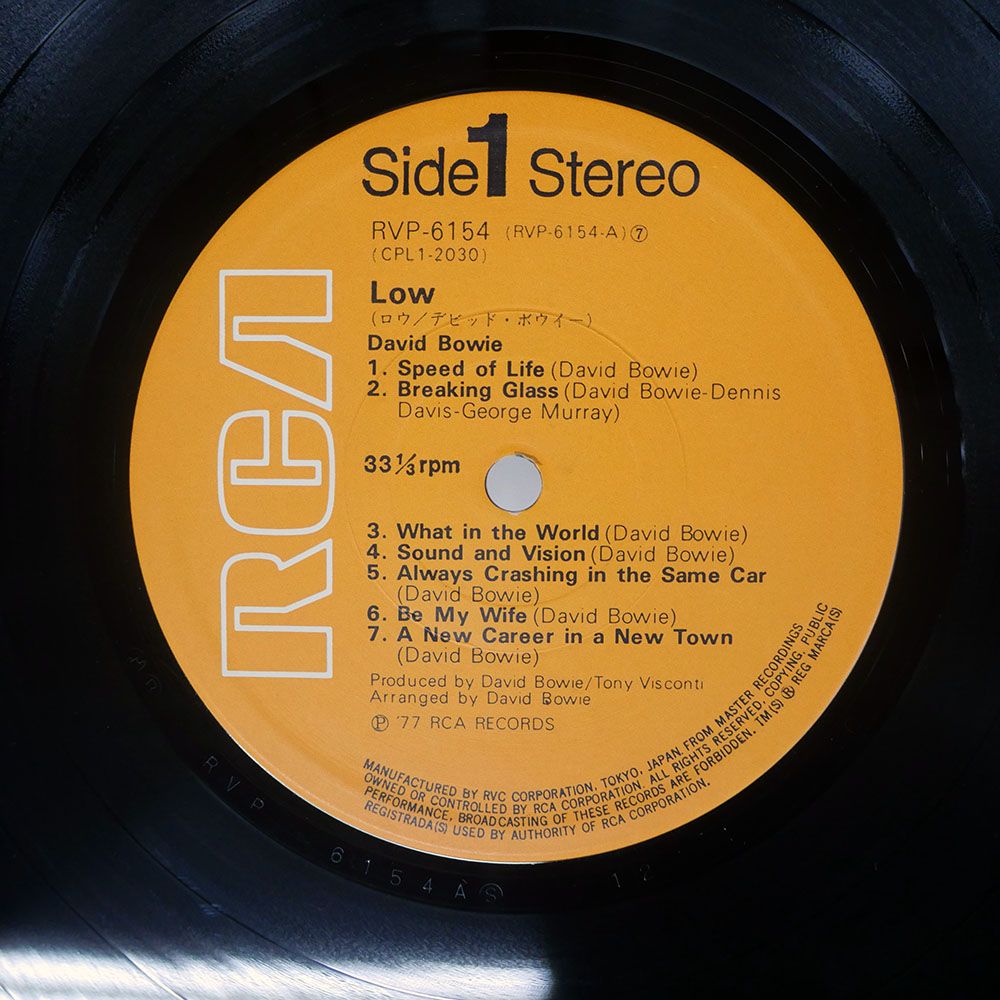 Side 1 Stereo
RVP-6154 (RVP-6154-A) ⑦
(CPL1-2030)
Low
(ロウ/デビッド・ボウイー)
David Bowie
1. Speed of Life (David Bowie)
2. Breaking Glass (David Bowie-Dennis
Davis-George Murray)
33 1/3 rpm
3. What in the World (David Bowie)
4. Sound and Vision (David Bowie)
5. Always Crashing in the Same Car
(David Bowie)
6. Be My Wife (David Bowie)
7. A New Career in a New Town
(David Bowie)
Produced by David Bowie/Tony Visconti
Arranged by David Bowie
Ⓟ '77 RCA RECORDS
MANUFACTURED BY RVC CORPORATION, TOKYO, JAPAN. FROM MASTER RECORDINGS
OWNED OR CONTROLLED BY RCA CORPORATION. ALL RIGHTS RESERVED, COPYING, PUBLIC
PERFORMANCE, BROADCASTING OF THESE RECORDS ARE FORBIDDEN. TM(S) ® REG MARCA(S)
REGISTRADA(S) USED BY AUTHORITY OF RCA CORPORATION.
RCA
RVP 6154A Ⓢ 12